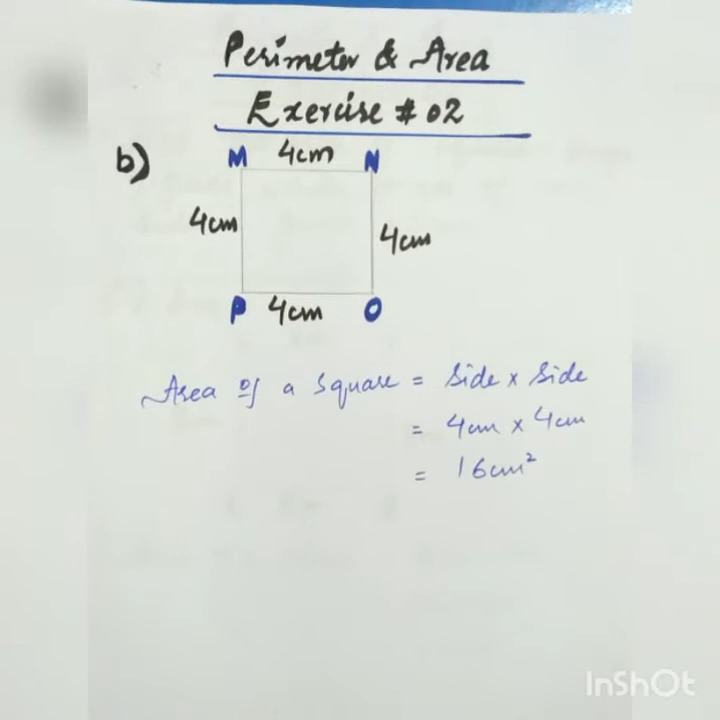 Perimeter & Area
Exercise # 02
b)
M 4cm N
4cm
4cm
P 4cm O
Area of a square = side x side
= 4cm x 4cm
= 16cm²
InShOt